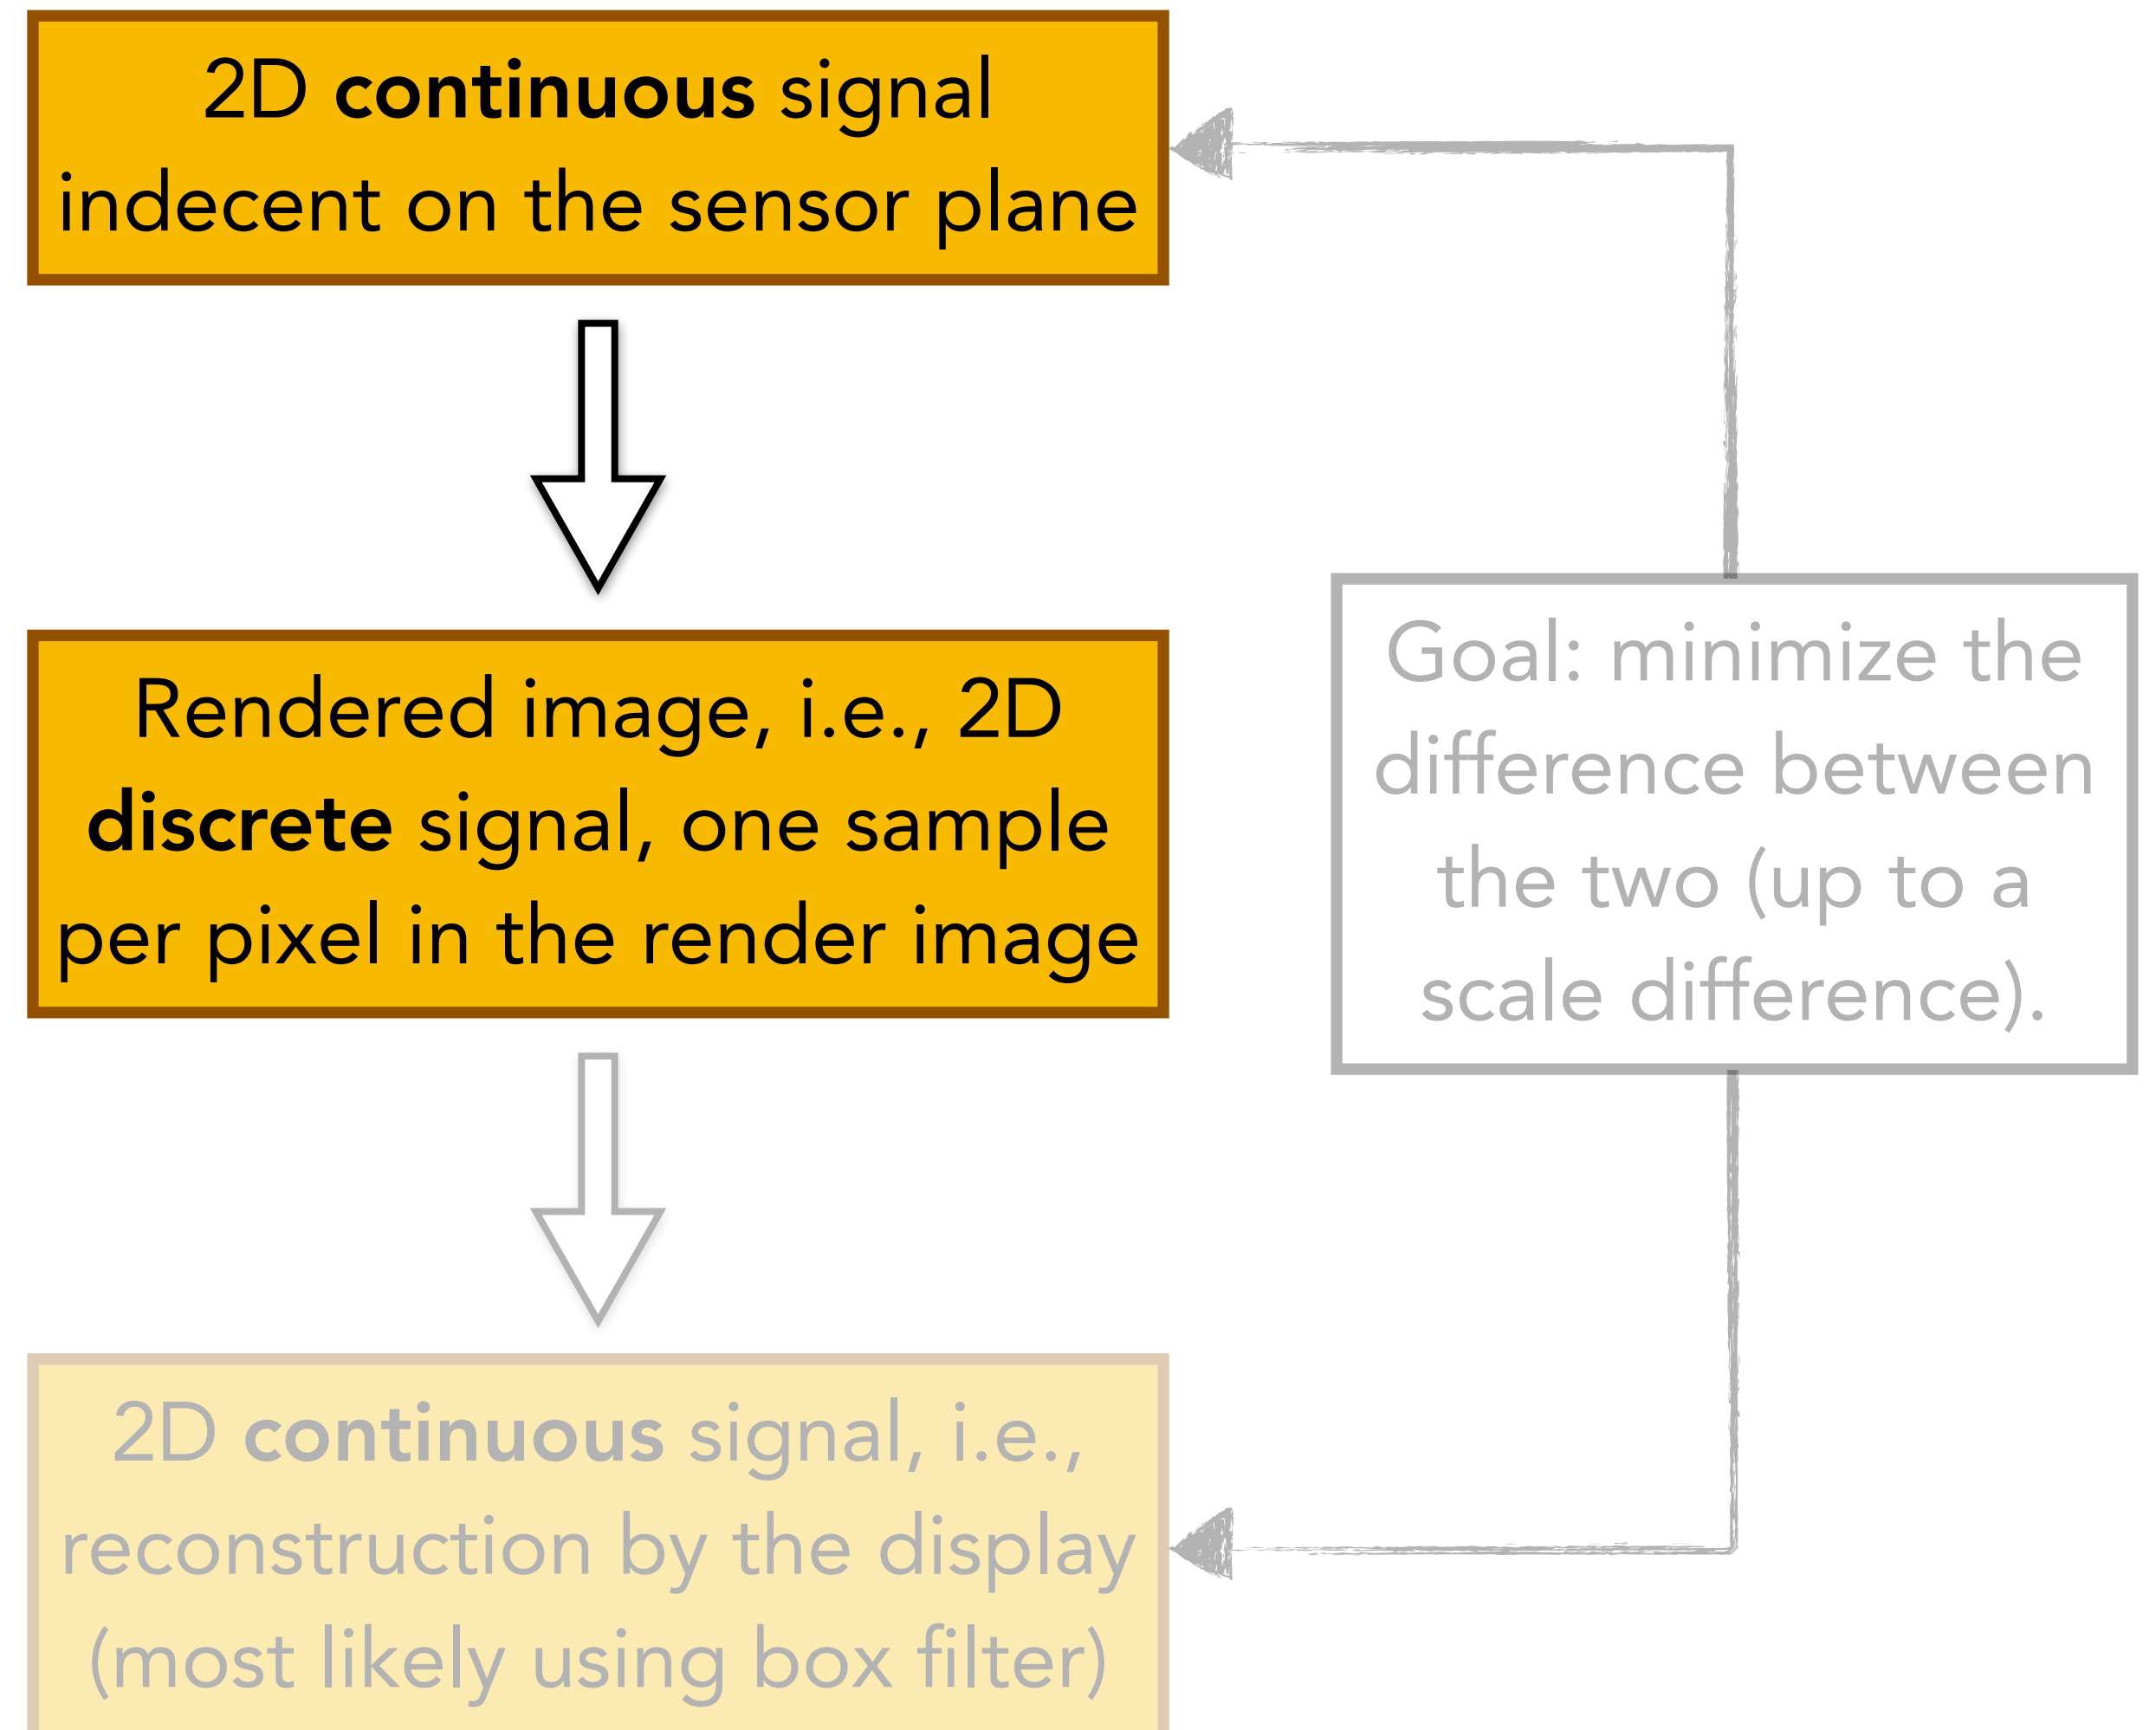 2D continuous signal
indecent on the sensor plane
Rendered image, i.e., 2D
discrete signal, one sample
per pixel in the render image
Goal: minimize the
difference between
the two (up to a
scale difference).
2D continuous signal, i.e.,
reconstruction by the display
(most likely using box filter)